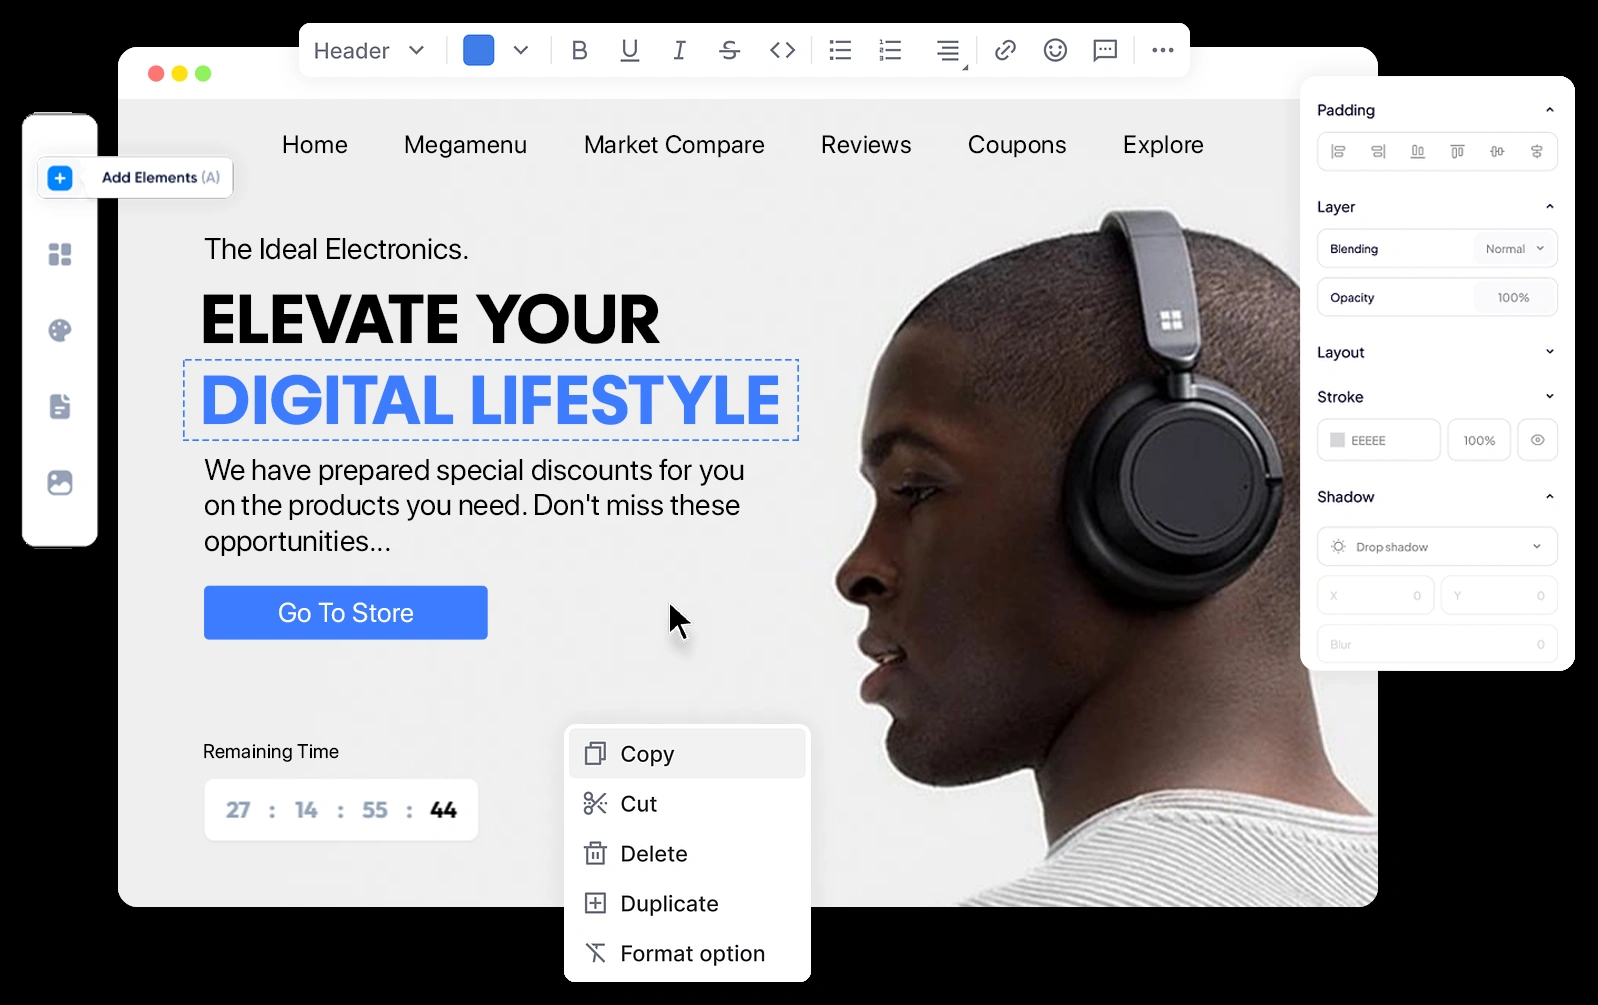 Header
Home Megamenu Market Compare Reviews Coupons Explore
Add Elements (A)
The Ideal Electronics.
ELEVATE YOUR
DIGITAL LIFESTYLE
We have prepared special discounts for you
on the products you need. Don't miss these
opportunities...
Go To Store
Remaining Time
27 : 14 : 55 : 44
Copy
Cut
Delete
Duplicate
Format option
Padding
Layer
Blending Normal
Opacity 100%
Layout
Stroke
EEEEE 100%
Shadow
Drop shadow
X 0 Y 0
Blur 0